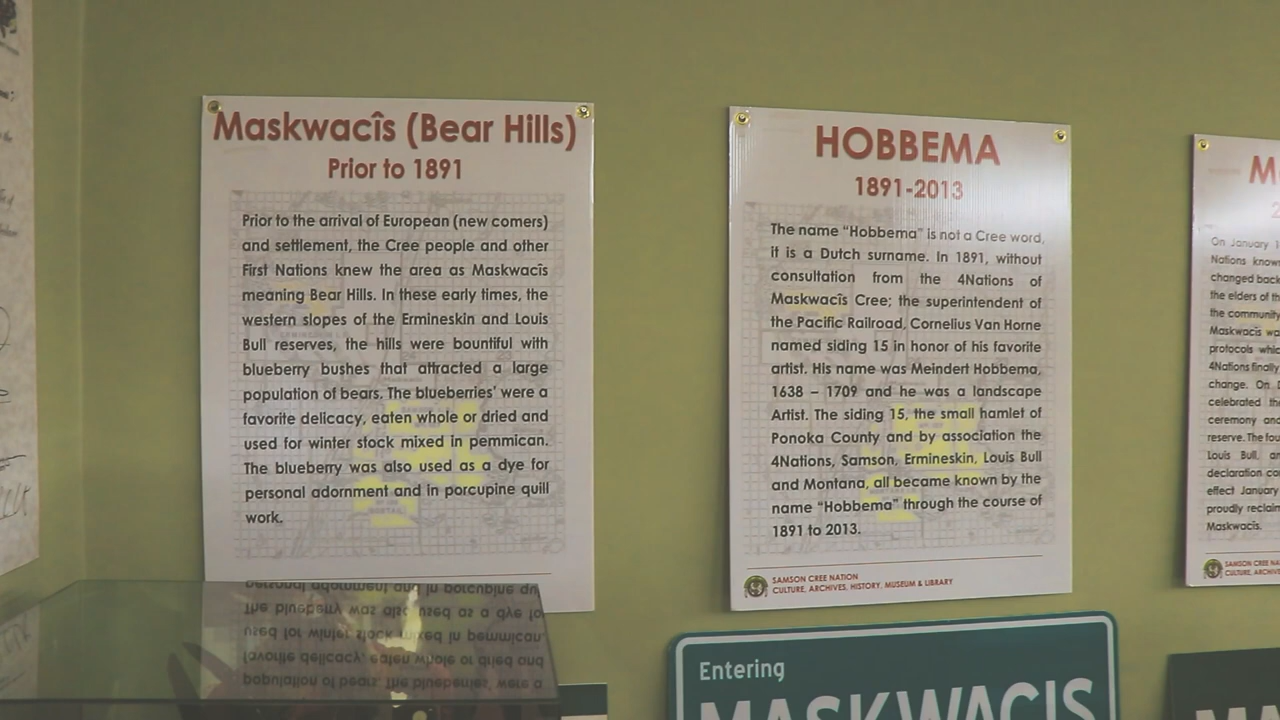 Maskwacîs (Bear Hills)
Prior to 1891
Prior to the arrival of European (new comers)
and settlement, the Cree people and other
First Nations knew the area as Maskwacîs
meaning Bear Hills. In these early times, the
western slopes of the Ermineskin and Louis
Bull reserves, the hills were bountiful with
blueberry bushes that attracted a large
population of bears. The blueberries' were a
favorite delicacy, eaten whole or dried and
used for winter stock mixed in pemmican.
The blueberry was also used as a dye for
personal adornment and in porcupine quill
work.
HOBBEMA
1891-2013
The name “Hobbema” is not a Cree word,
it is a Dutch surname. In 1891, without
consultation from the 4Nations of
Maskwacîs Cree; the superintendent of
the Pacific Railroad, Cornelius Van Horne
named siding 15 in honor of his favorite
artist. His name was Meindert Hobbema,
1638 – 1709 and he was a landscape
Artist. The siding 15, the small hamlet of
Ponoka County and by association the
4Nations, Samson, Ermineskin, Louis Bull
and Montana, all became known by the
name “Hobbema” through the course of
1891 to 2013.
SAMSON CREE NATION
CULTURE, ARCHIVES, HISTORY, MUSEUM & LIBRARY
On January
Nations
changed back
the elders of
the community
Maskwacis
protocols
4Nations finally
change. On
celebrated
ceremony and
reserve. The
Louis Bull,
declaration
effect January
proudly
Maskwacis.
SAMSON CREE
CULTURE,
Entering
MASKWACIS